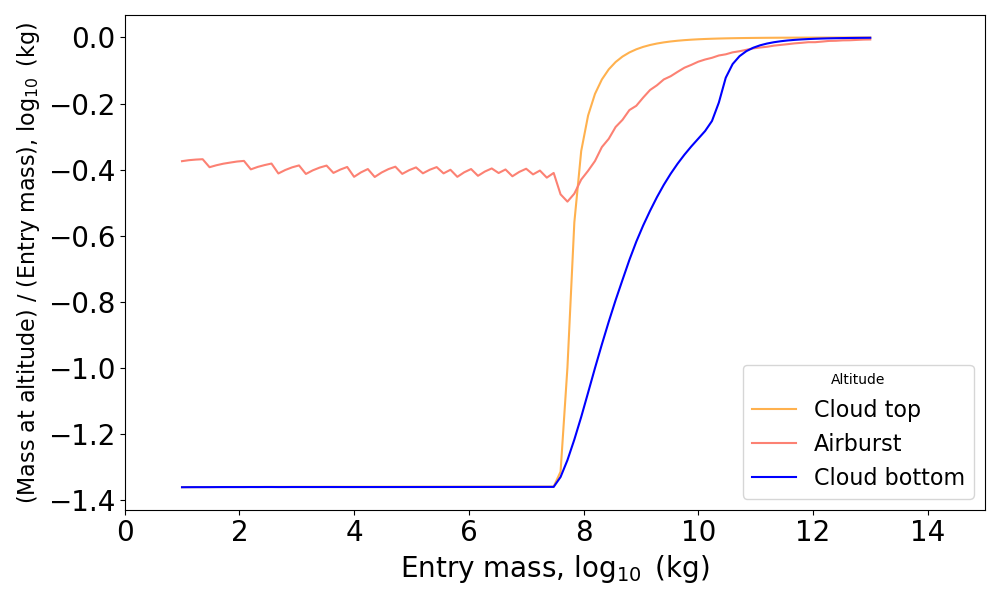 (Mass at altitude) / (Entry mass), log₁₀ (kg)
0.0
−0.2
−0.4
−0.6
−0.8
−1.0
−1.2
−1.4
0 2 4 6 8 10 12 14
Entry mass, log₁₀ (kg)
Altitude
Cloud top
Airburst
Cloud bottom